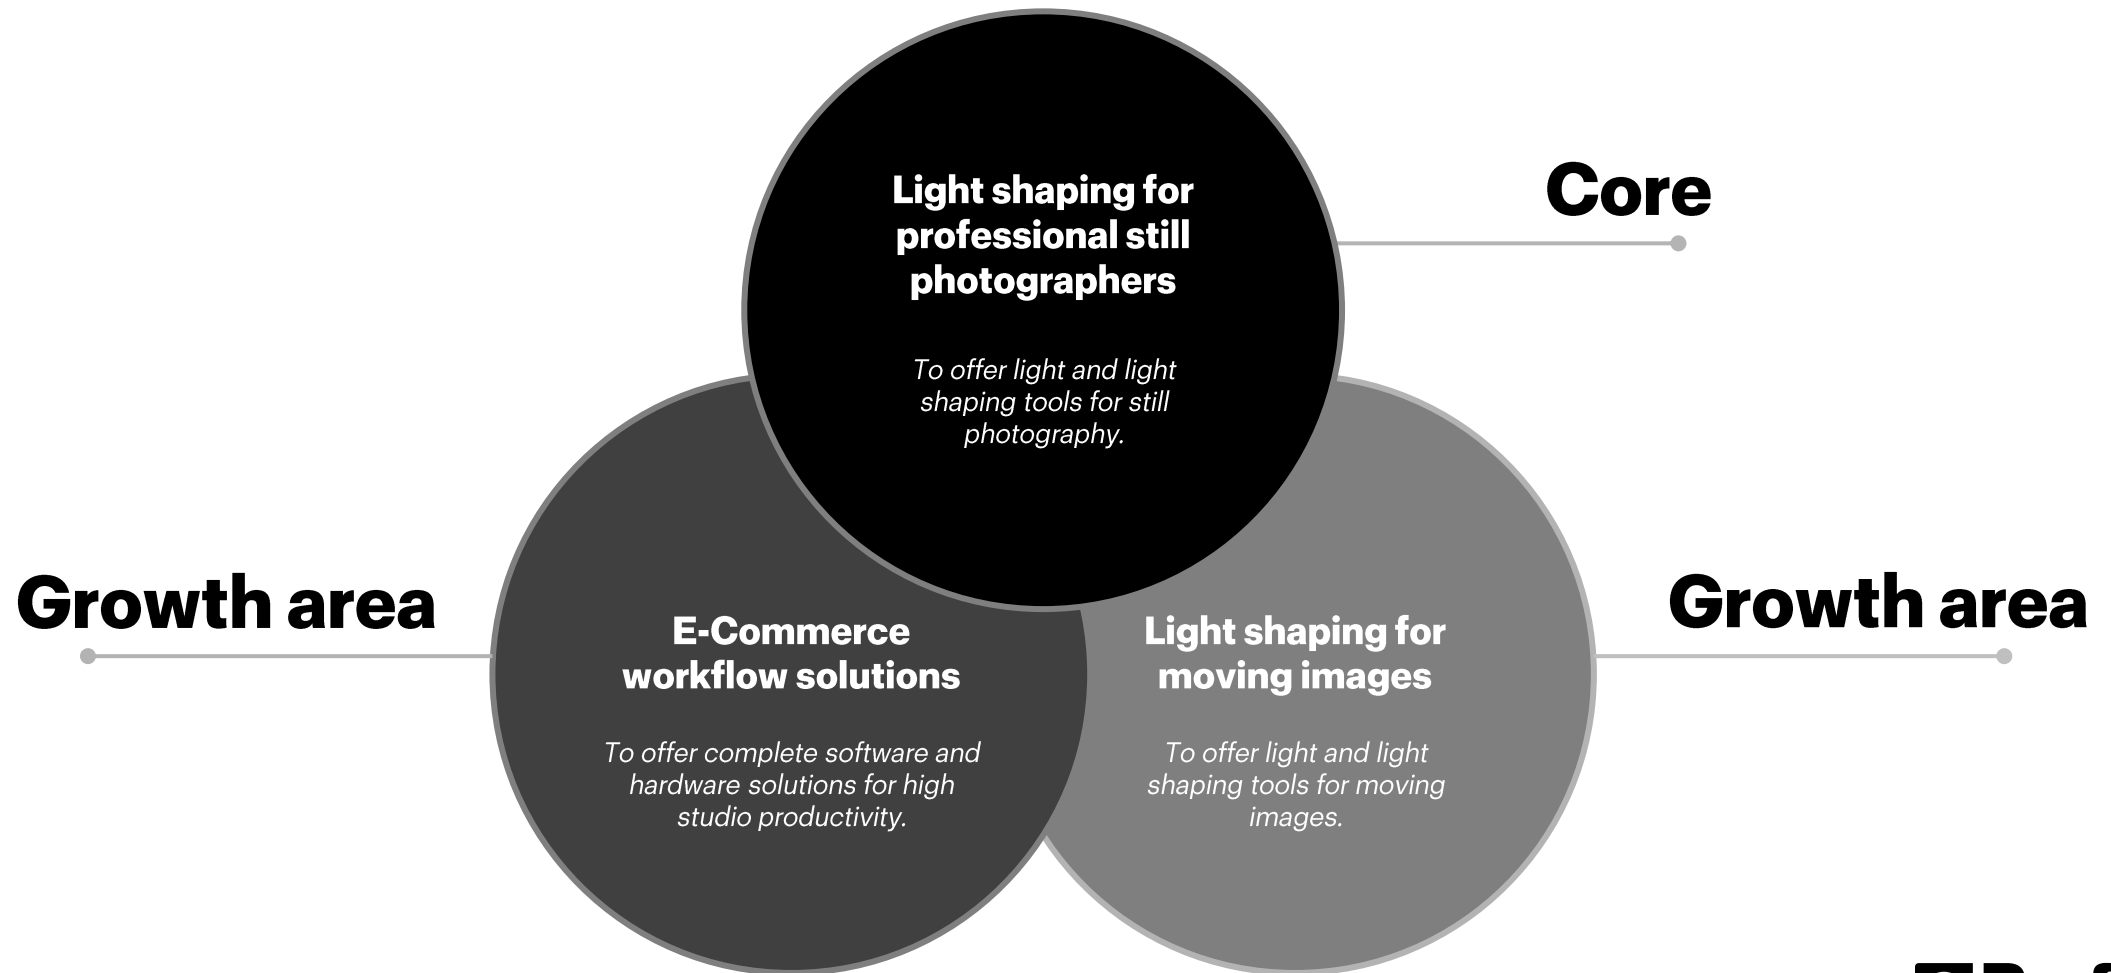 Light shaping for
professional still
photographers
To offer light and light
shaping tools for still
photography.
Core
Growth area
E-Commerce
workflow solutions
To offer complete software and
hardware solutions for high
studio productivity.
Light shaping for
moving images
To offer light and light
shaping tools for moving
images.
Growth area